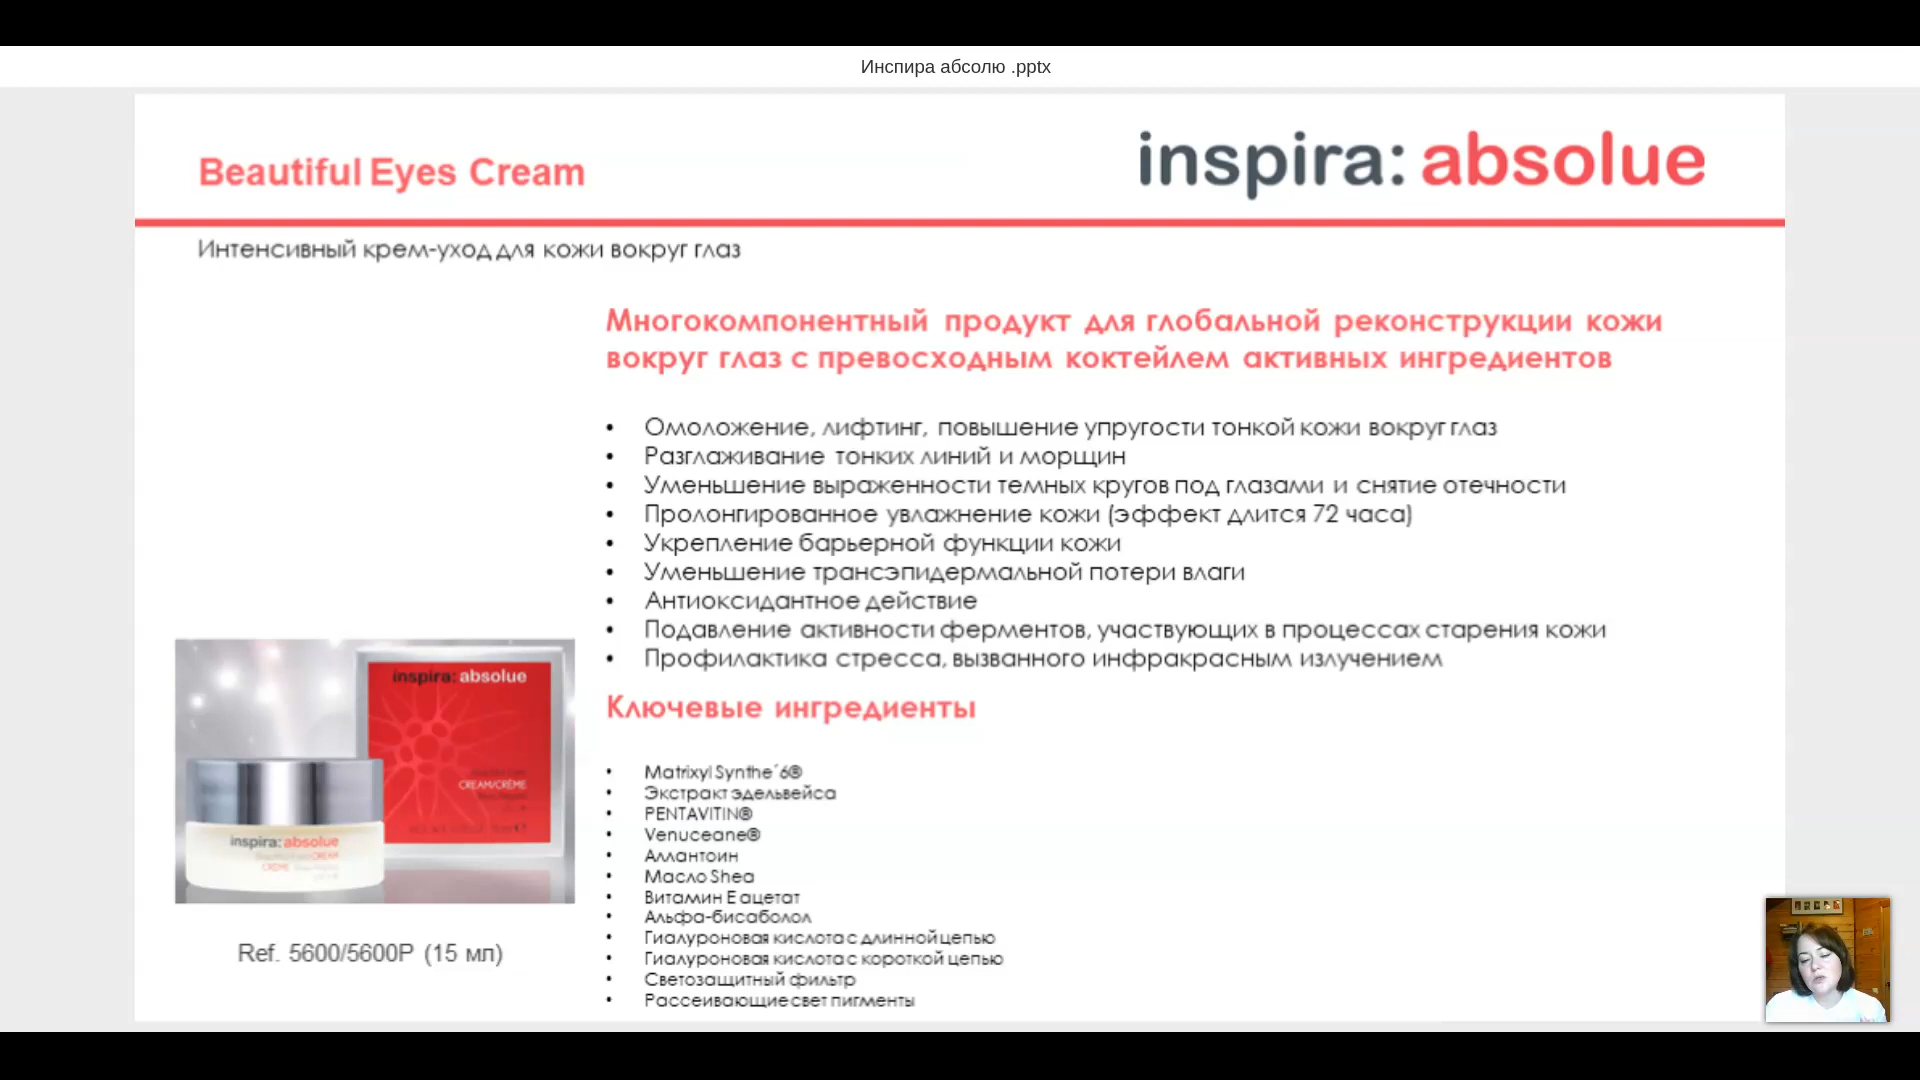 Инспира абсолю .pptx
Beautiful Eyes Cream
inspira: absolue
Интенсивный крем-уход для кожи вокруг глаз
Многокомпонентный продукт для глобальной реконструкции кожи
вокруг глаз с превосходным коктейлем активных ингредиентов
• Омоложение, лифтинг, повышение упругости тонкой кожи вокруг глаз
• Разглаживание тонких линий и морщин
• Уменьшение выраженности темных кругов под глазами и снятие отечности
• Пролонгированное увлажнение кожи (эффект длится 72 часа)
• Укрепление барьерной функции кожи
• Уменьшение трансэпидермальной потери влаги
• Антиоксидантное действие
• Подавление активности ферментов, участвующих в процессах старения кожи
• Профилактика стресса, вызванного инфракрасным излучением
Ключевые ингредиенты
• Matrixyl Synthe´6®
• Экстракт эдельвейса
• PENTAVITIN®
• Venuceane®
• Аллантоин
• Масло Shea
• Витамин Е ацетат
• Альфа-бисаболол
• Гиалуроновая кислота с длинной цепью
• Гиалуроновая кислота с короткой цепью
• Светозащитный фильтр
• Рассеивающие свет пигменты
inspira: absolue
CREAM/CRÈME
inspira: absolue
Beautiful Eyes CREAM
CRÈME
Ref. 5600/5600P (15 мл)